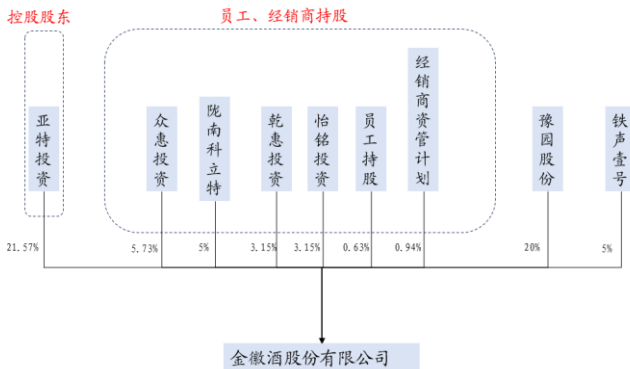 控股股东
员工、经销商持股
亚特投资
众惠投资
陇南科立特
乾惠投资
怡铭投资
员工持股
经销商资管计划
豫园股份
铁声壹号
21.57%
5.73%
5%
3.15%
3.15%
0.63%
0.94%
20%
5%
金徽酒股份有限公司